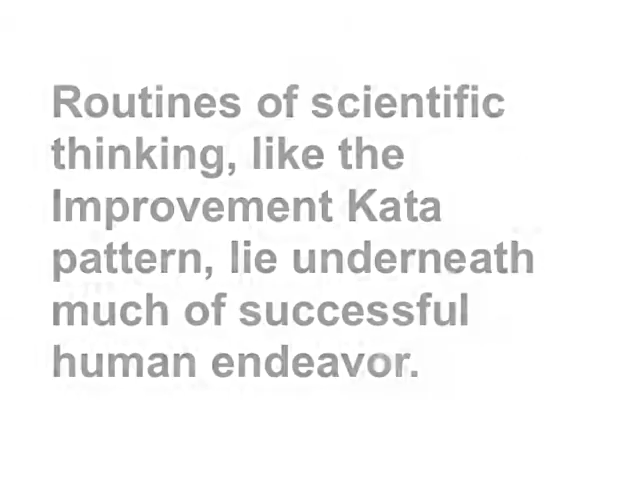 Routines of scientific
thinking, like the
Improvement Kata
pattern, lie underneath
much of successful
human endeavor.